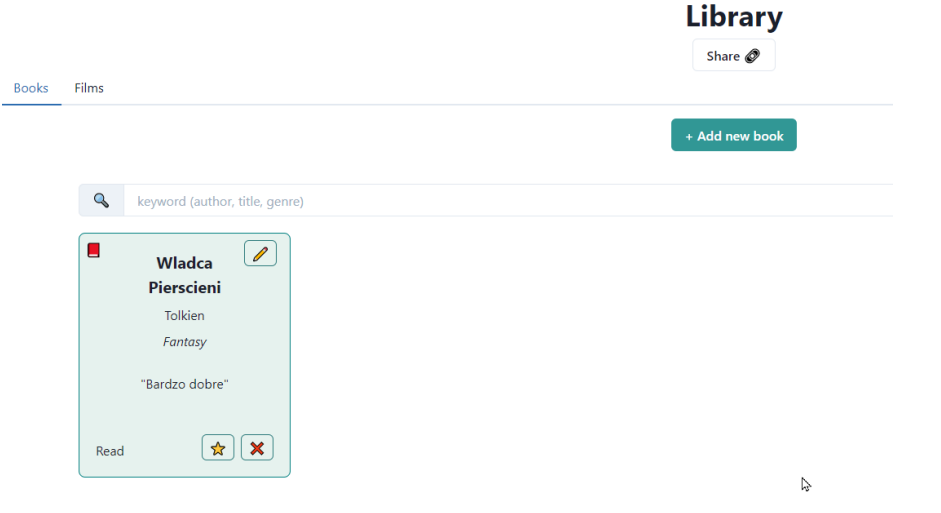 Library
Share
Books Films
+ Add new book
keyword (author, title, genre)
Wladca
Pierscieni
Tolkien
Fantasy
"Bardzo dobre"
Read